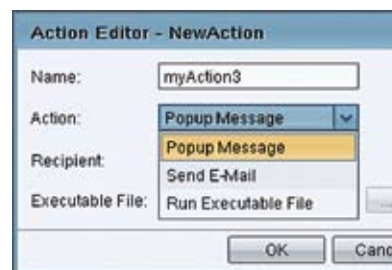 Action Editor - NewAction
Name: myAction3
Action: Popup Message
Popup Message
Recipient:
Send E-Mail
Executable File: Run Executable File
...
OK Canc